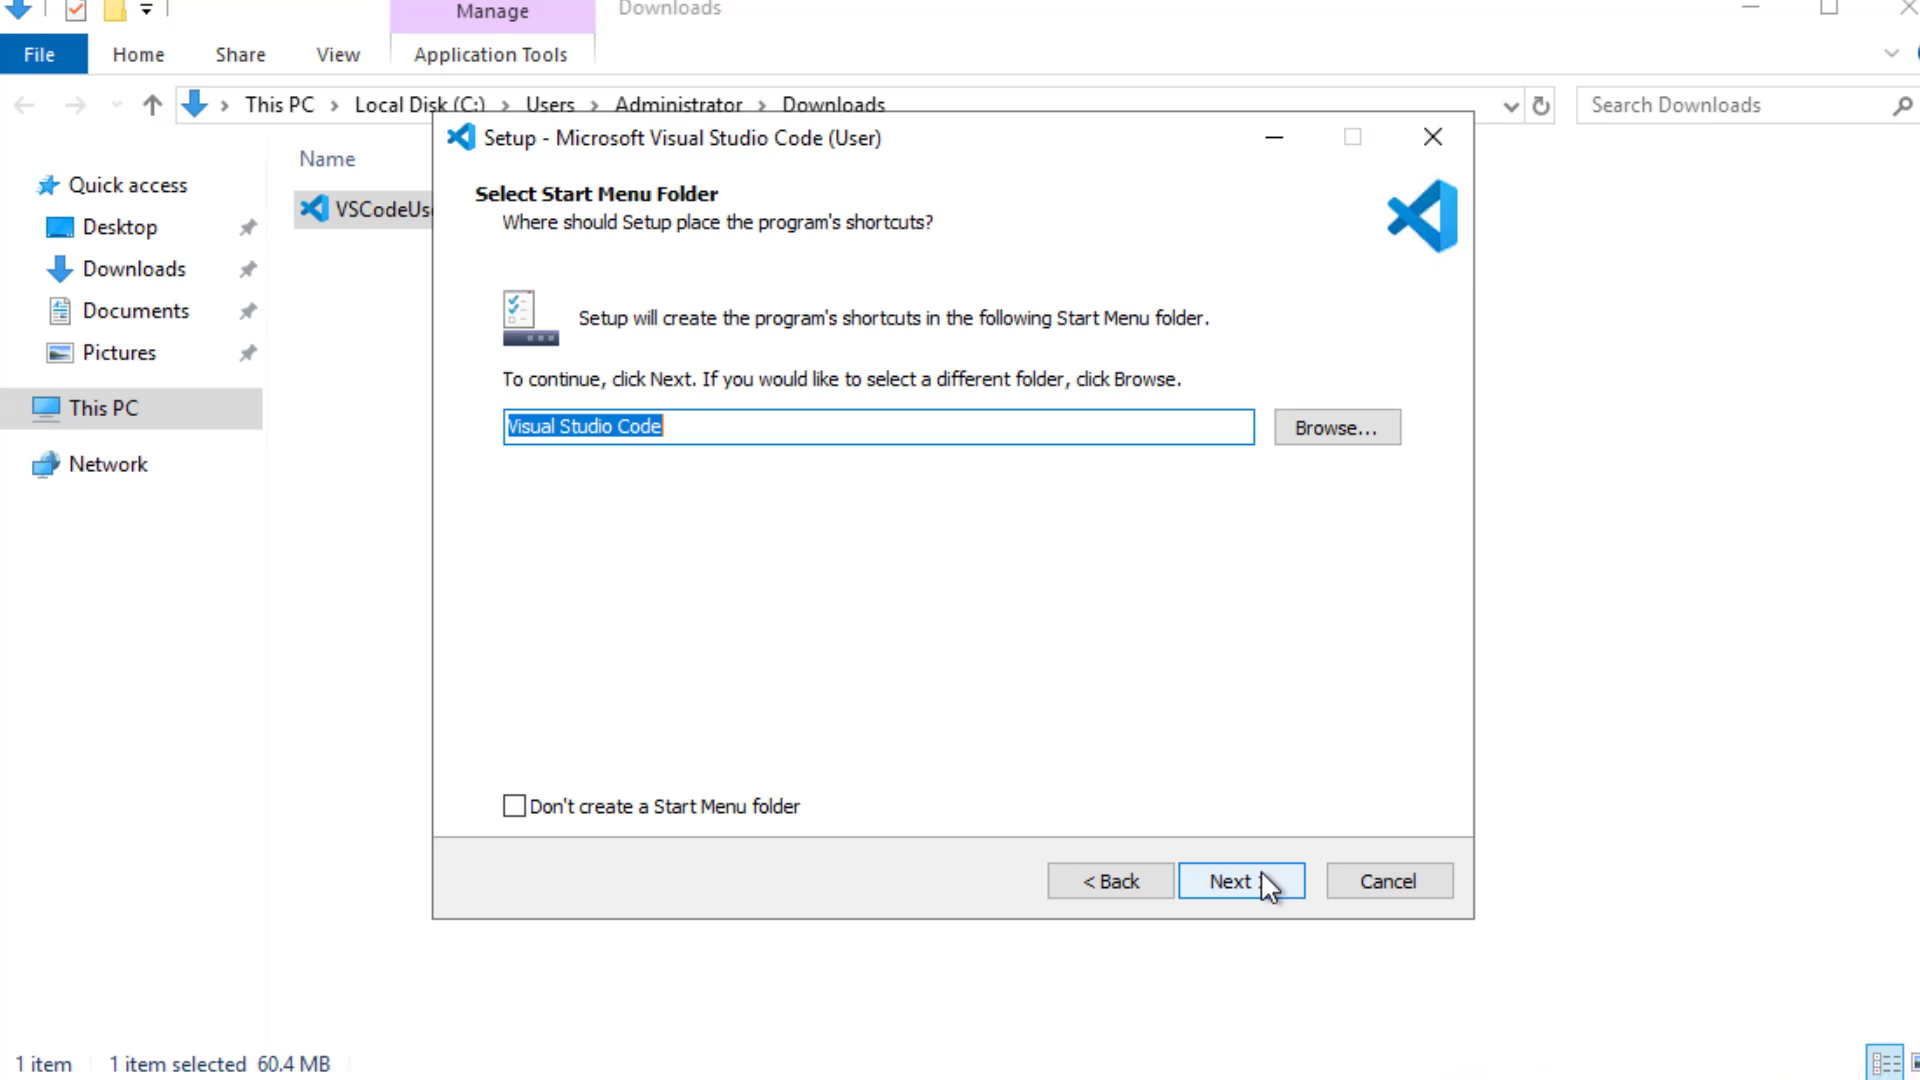 Manage
Downloads
File
Home
Share
View
Application Tools
This PC
Local Disk (C:)
Users
Administrator
Downloads
Search Downloads
Quick access
Desktop
Downloads
Documents
Pictures
This PC
Network
Name
Setup - Microsoft Visual Studio Code (User)
Select Start Menu Folder
Where should Setup place the program's shortcuts?
Setup will create the program's shortcuts in the following Start Menu folder.
To continue, click Next. If you would like to select a different folder, click Browse.
Visual Studio Code
Browse...
Don't create a Start Menu folder
< Back
Next
Cancel
1 item
1 item selected 60.4 MB